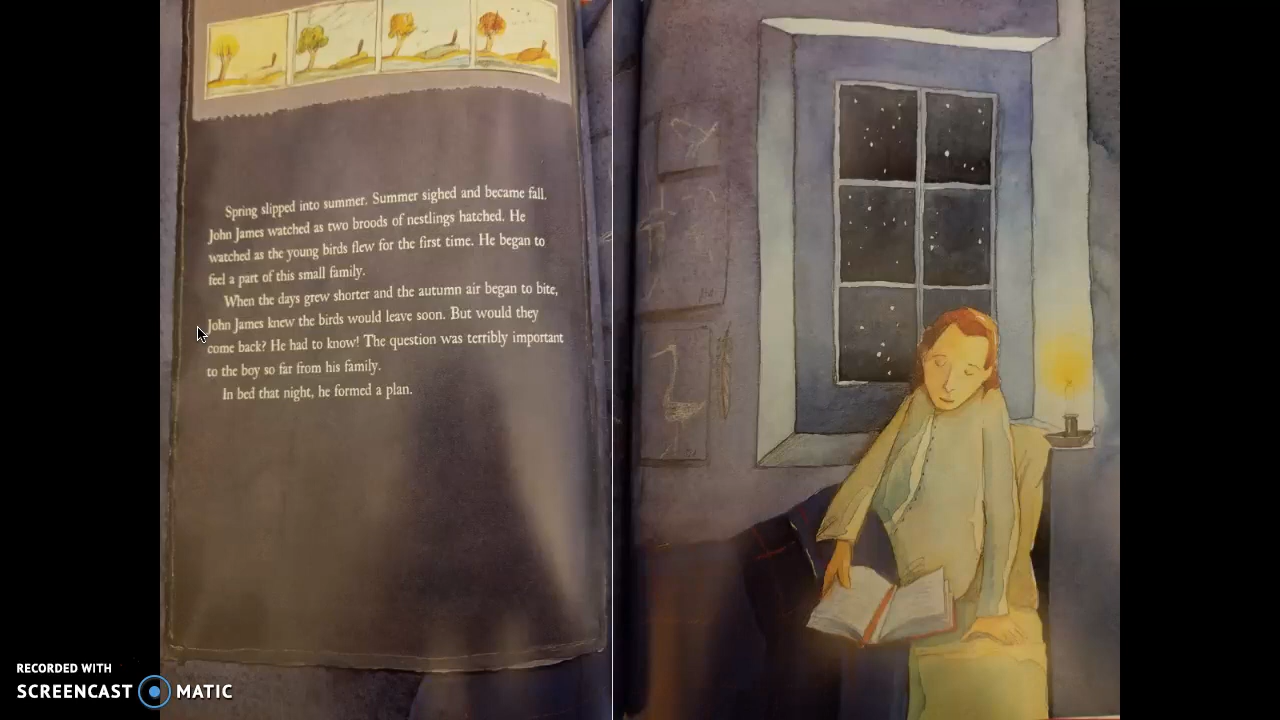 Spring slipped into summer. Summer sighed and became fall.
John James watched as two broods of nestlings hatched. He
watched as the young birds flew for the first time. He began to
feel a part of this small family.
When the days grew shorter and the autumn air began to bite,
John James knew the birds would leave soon. But would they
come back? He had to know! The question was terribly important
to the boy so far from his family.
In bed that night, he formed a plan.
RECORDED WITH
SCREENCAST MATIC